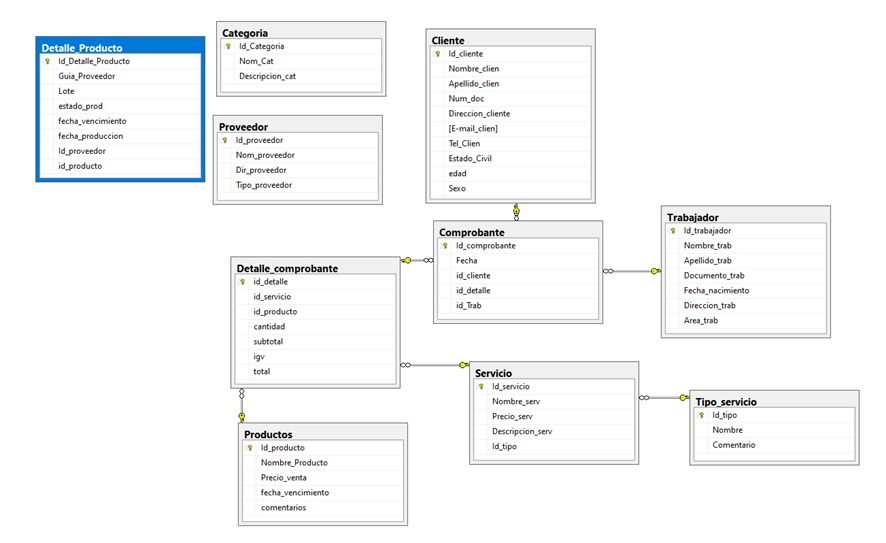 Detalle_Producto
Id_Detalle_Producto
Guia_Proveedor
Lote
estado_prod
fecha_vencimiento
fecha_produccion
Id_proveedor
id_producto
Categoria
Id_Categoria
Nom_Cat
Descripcion_cat
Proveedor
Id_proveedor
Nom_proveedor
Dir_proveedor
Tipo_proveedor
Cliente
Id_cliente
Nombre_clien
Apellido_clien
Num_doc
Direccion_cliente
[E-mail_clien]
Tel_Clien
Estado_Civil
edad
Sexo
Comprobante
Id_comprobante
Fecha
id_cliente
id_detalle
id_Trab
Trabajador
Id_trabajador
Nombre_trab
Apellido_trab
Documento_trab
Fecha_nacimiento
Direccion_trab
Area_trab
Detalle_comprobante
id_detalle
id_servicio
id_producto
cantidad
subtotal
igv
total
Servicio
Id_servicio
Nombre_serv
Precio_serv
Descripcion_serv
Id_tipo
Tipo_servicio
Id_tipo
Nombre
Comentario
Productos
Id_producto
Nombre_Producto
Precio_venta
fecha_vencimiento
comentarios